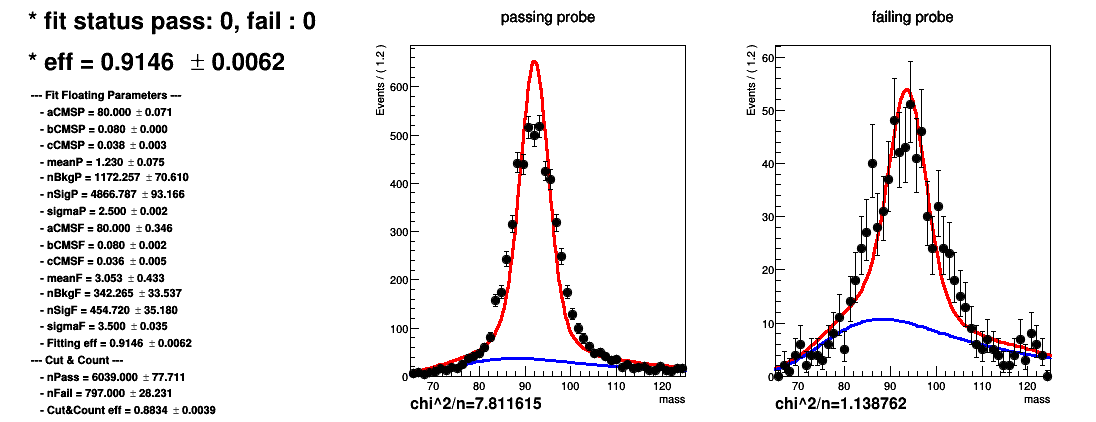 * fit status pass: 0, fail : 0
* eff = 0.9146 ± 0.0062
--- Fit Floating Parameters ---
- aCMSP = 80.000 ± 0.071
- bCMSP = 0.080 ± 0.000
- cCMSP = 0.038 ± 0.003
- meanP = 1.230 ± 0.075
- nBkgP = 1172.257 ± 70.610
- nSigP = 4866.787 ± 93.166
- sigmaP = 2.500 ± 0.002
- aCMSF = 80.000 ± 0.346
- bCMSF = 0.080 ± 0.002
- cCMSF = 0.036 ± 0.005
- meanF = 3.053 ± 0.433
- nBkgF = 342.265 ± 33.537
- nSigF = 454.720 ± 35.180
- sigmaF = 3.500 ± 0.035
- Fitting eff = 0.9146 ± 0.0062
--- Cut & Count ---
- nPass = 6039.000 ± 77.711
- nFail = 797.000 ± 28.231
- Cut&Count eff = 0.8834 ± 0.0039
passing probe
Events / ( 1.2 )
600
500
400
300
200
100
0
70 80 90 100 110 120
mass
chi^2/n=7.811615
failing probe
Events / ( 1.2 )
60
50
40
30
20
10
0
70 80 90 100 110 120
mass
chi^2/n=1.138762